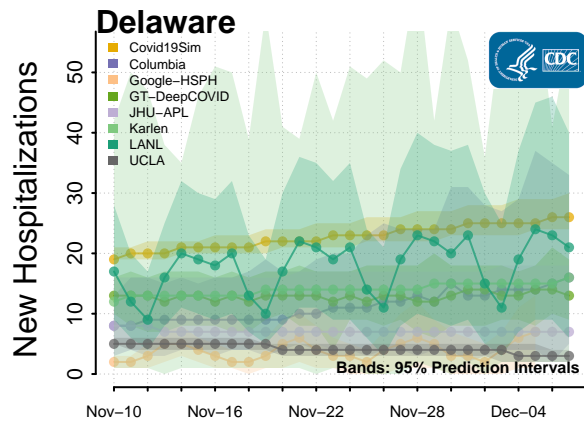 Delaware
Covid19Sim
Columbia
Google−HSPH
GT−DeepCOVID
JHU−APL
Karlen
LANL
UCLA
CDC
New Hospitalizations
50
40
30
20
10
0
Bands: 95% Prediction Intervals
Nov−10 Nov−16 Nov−22 Nov−28 Dec−04